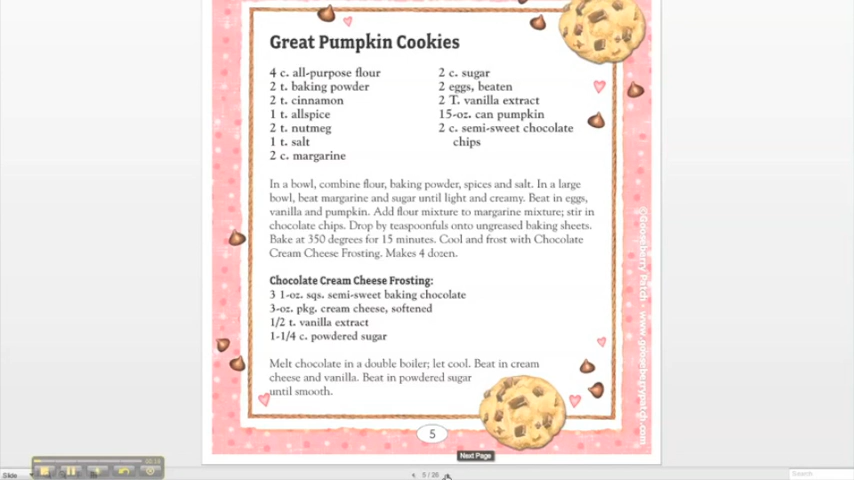 Great Pumpkin Cookies
4 c. all-purpose flour
2 t. baking powder
2 t. cinnamon
1 t. allspice
2 t. nutmeg
1 t. salt
2 c. margarine
2 c. sugar
2 eggs, beaten
2 T. vanilla extract
15-oz. can pumpkin
2 c. semi-sweet chocolate
chips
In a bowl, combine flour, baking powder, spices and salt. In a large
bowl, beat margarine and sugar until light and creamy. Beat in eggs,
vanilla and pumpkin. Add flour mixture to margarine mixture; stir in
chocolate chips. Drop by teaspoonfuls onto ungreased baking sheets.
Bake at 350 degrees for 15 minutes. Cool and frost with Chocolate
Cream Cheese Frosting. Makes 4 dozen.
Chocolate Cream Cheese Frosting:
3 1-oz. sqs. semi-sweet baking chocolate
3-oz. pkg. cream cheese, softened
1/2 t. vanilla extract
1-1/4 c. powdered sugar
Melt chocolate in a double boiler; let cool. Beat in cream
cheese and vanilla. Beat in powdered sugar
until smooth.
©Gooseberry Patch • www.gooseberrypatch.com
5
Next Page
Slide
5 / 26
Search